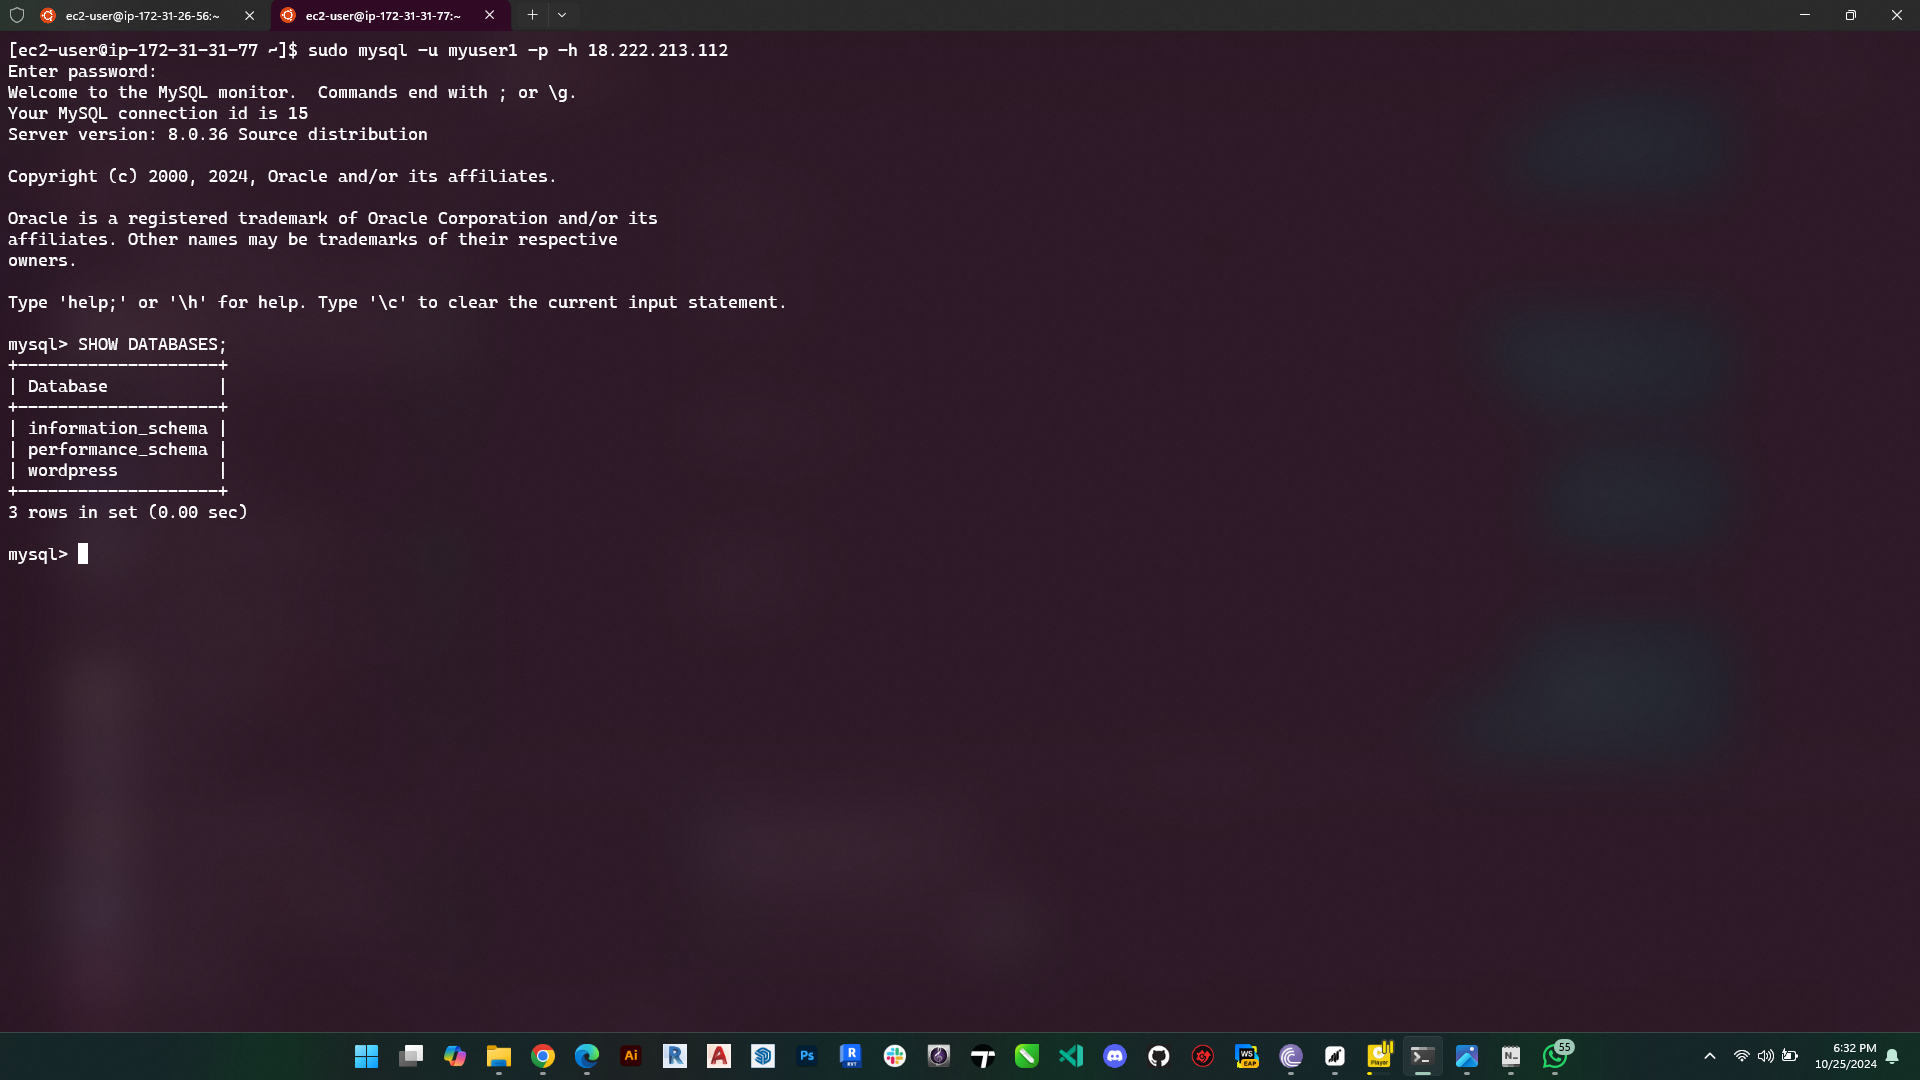 ec2-user@ip-172-31-26-56:~
ec2-user@ip-172-31-31-77:~
[ec2-user@ip-172-31-31-77 ~]$ sudo mysql -u myuser1 -p -h 18.222.213.112
Enter password:
Welcome to the MySQL monitor.  Commands end with ; or \g.
Your MySQL connection id is 15
Server version: 8.0.36 Source distribution
Copyright (c) 2000, 2024, Oracle and/or its affiliates.
Oracle is a registered trademark of Oracle Corporation and/or its
affiliates. Other names may be trademarks of their respective
owners.
Type 'help;' or '\h' for help. Type '\c' to clear the current input statement.
mysql> SHOW DATABASES;
+--------------------+
| Database           |
+--------------------+
| information_schema |
| performance_schema |
| wordpress          |
+--------------------+
3 rows in set (0.00 sec)
mysql>
Ai
R
A
Ps
R
RVT
WS
EAP
Player
N
55
6:32 PM
10/25/2024